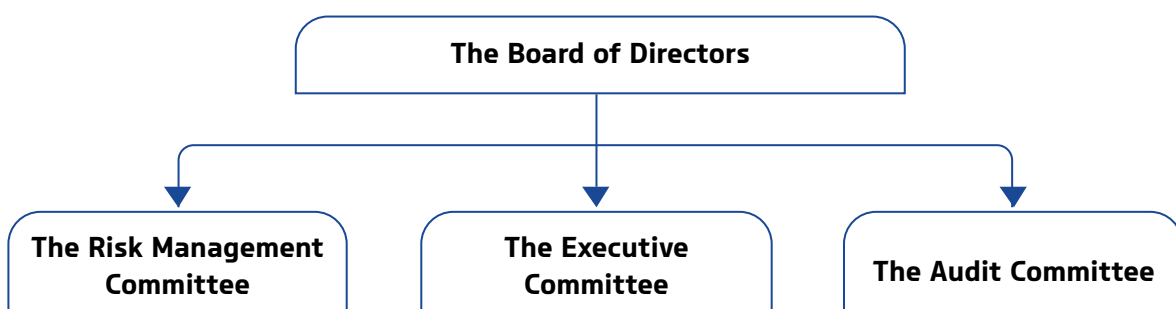 The Board of Directors
The Risk Management
Committee
The Executive
Committee
The Audit Committee